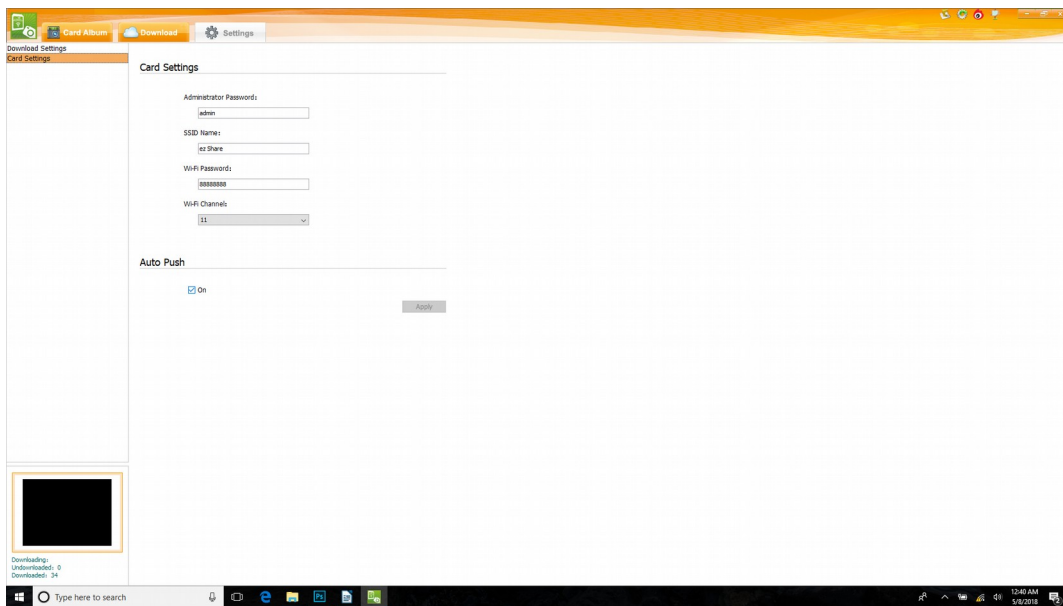 Card Album
Download
Settings
Download Settings
Card Settings
Card Settings
Administrator Password:
admin
SSID Name:
ez Share
Wi-Fi Password:
88888888
Wi-Fi Channel:
11
Auto Push
On
Apply
Downloading:
Undownloaded: 0
Downloaded: 34
Type here to search
Ps
12:40 AM
5/8/2018